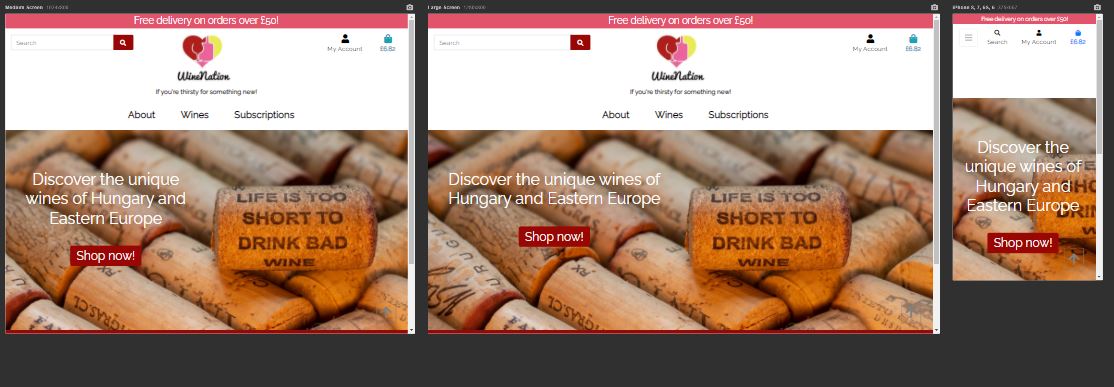 Medium Screen 1024x800
Free delivery on orders over £50!
Search
My Account
£6.82
WineNation
If you're thirsty for something new!
About Wines Subscriptions
Discover the unique
wines of Hungary and
Eastern Europe
Shop now!
LIFE IS TOO
SHORT TO
DRINK BAD
WINE
Large Screen
Free delivery on orders over £50!
Search
My Account
£6.82
WineNation
If you're thirsty for something new!
About Wines Subscriptions
Discover the unique wines of
Hungary and Eastern Europe
Shop now!
LIFE IS TOO
SHORT TO
DRINK BAD
WINE
iPhone 8, 7, 6S, 6 375x667
Free delivery on orders over £50!
Search My Account £6.82
Discover the
unique wines of
Hungary and
Eastern Europe
Shop now!